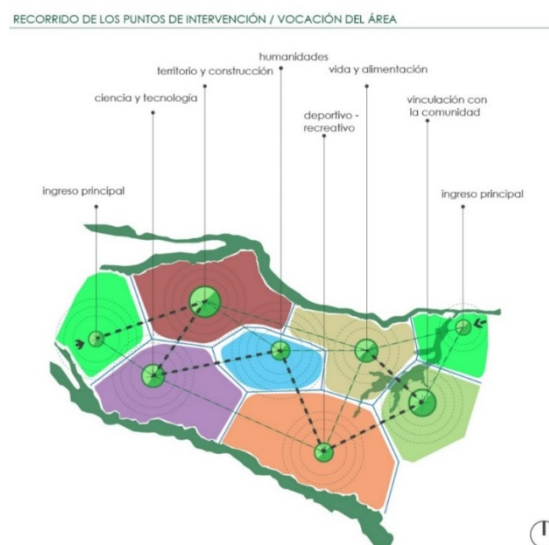 RECORRIDO DE LOS PUNTOS DE INTERVENCIÓN / VOCACIÓN DEL ÁREA
humanidades
territorio y construcción
vida y alimentación
ciencia y tecnología
vinculación con
la comunidad
deportivo -
recreativo
ingreso principal
ingreso principal